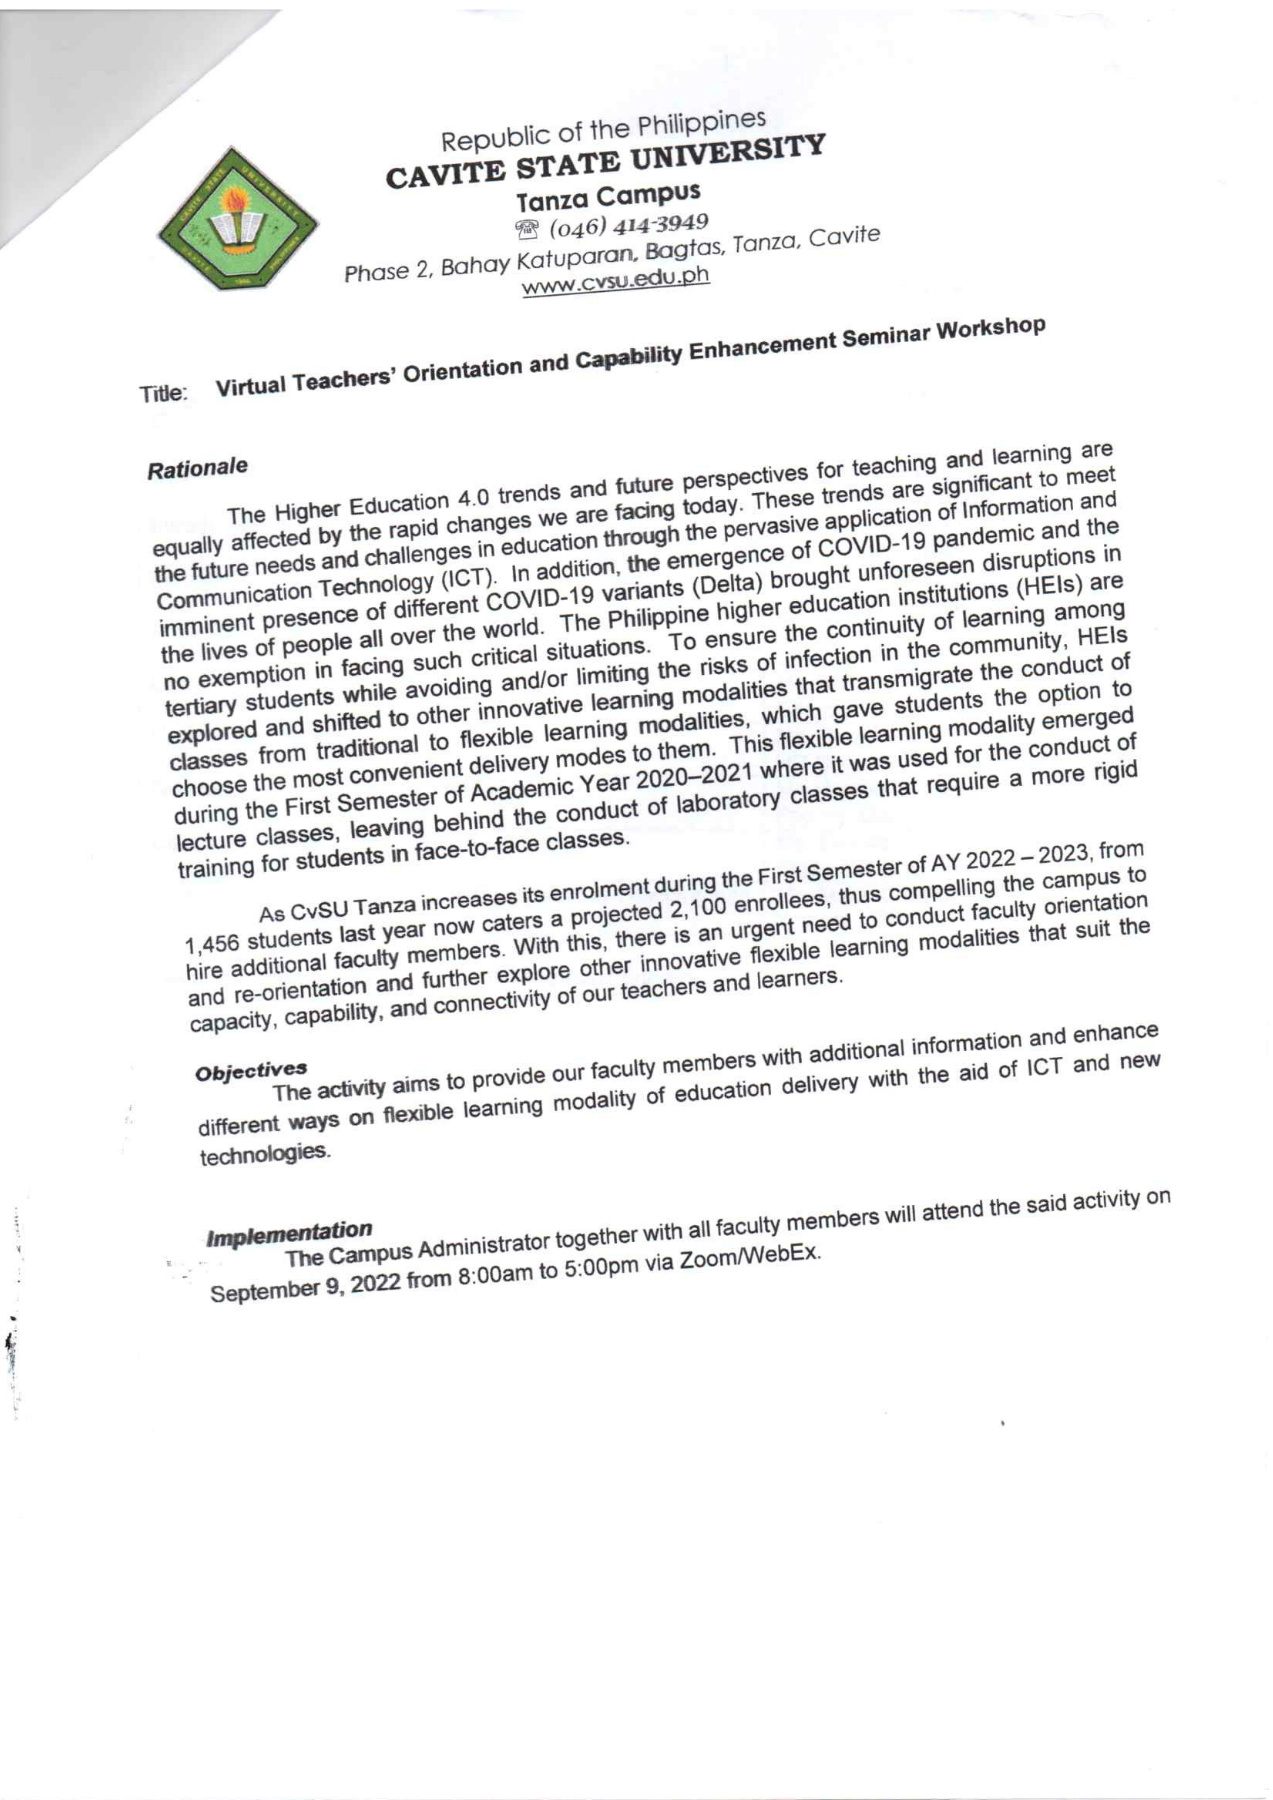 Republic of the Philippines
CAVITE STATE UNIVERSITY
Tanza Campus
☎ (046) 414-3949
Phase 2, Bahay Katuparan, Bagtas, Tanza, Cavite
www.cvsu.edu.ph
CAVITE STATE UNIVERSITY
CAVITE PHILIPPINES
1906
Title: Virtual Teachers' Orientation and Capability Enhancement Seminar Workshop
Rationale
The Higher Education 4.0 trends and future perspectives for teaching and learning are
equally affected by the rapid changes we are facing today. These trends are significant to meet
the future needs and challenges in education through the pervasive application of Information and
Communication Technology (ICT). In addition, the emergence of COVID-19 pandemic and the
imminent presence of different COVID-19 variants (Delta) brought unforeseen disruptions in
the lives of people all over the world. The Philippine higher education institutions (HEIs) are
no exemption in facing such critical situations. To ensure the continuity of learning among
tertiary students while avoiding and/or limiting the risks of infection in the community, HEIs
explored and shifted to other innovative learning modalities that transmigrate the conduct of
classes from traditional to flexible learning modalities, which gave students the option to
choose the most convenient delivery modes to them. This flexible learning modality emerged
during the First Semester of Academic Year 2020–2021 where it was used for the conduct of
lecture classes, leaving behind the conduct of laboratory classes that require a more rigid
training for students in face-to-face classes.
As CvSU Tanza increases its enrolment during the First Semester of AY 2022 – 2023, from
1,456 students last year now caters a projected 2,100 enrollees, thus compelling the campus to
hire additional faculty members. With this, there is an urgent need to conduct faculty orientation
and re-orientation and further explore other innovative flexible learning modalities that suit the
capacity, capability, and connectivity of our teachers and learners.
Objectives
The activity aims to provide our faculty members with additional information and enhance
different ways on flexible learning modality of education delivery with the aid of ICT and new
technologies.
Implementation
The Campus Administrator together with all faculty members will attend the said activity on
September 9, 2022 from 8:00am to 5:00pm via Zoom/WebEx.